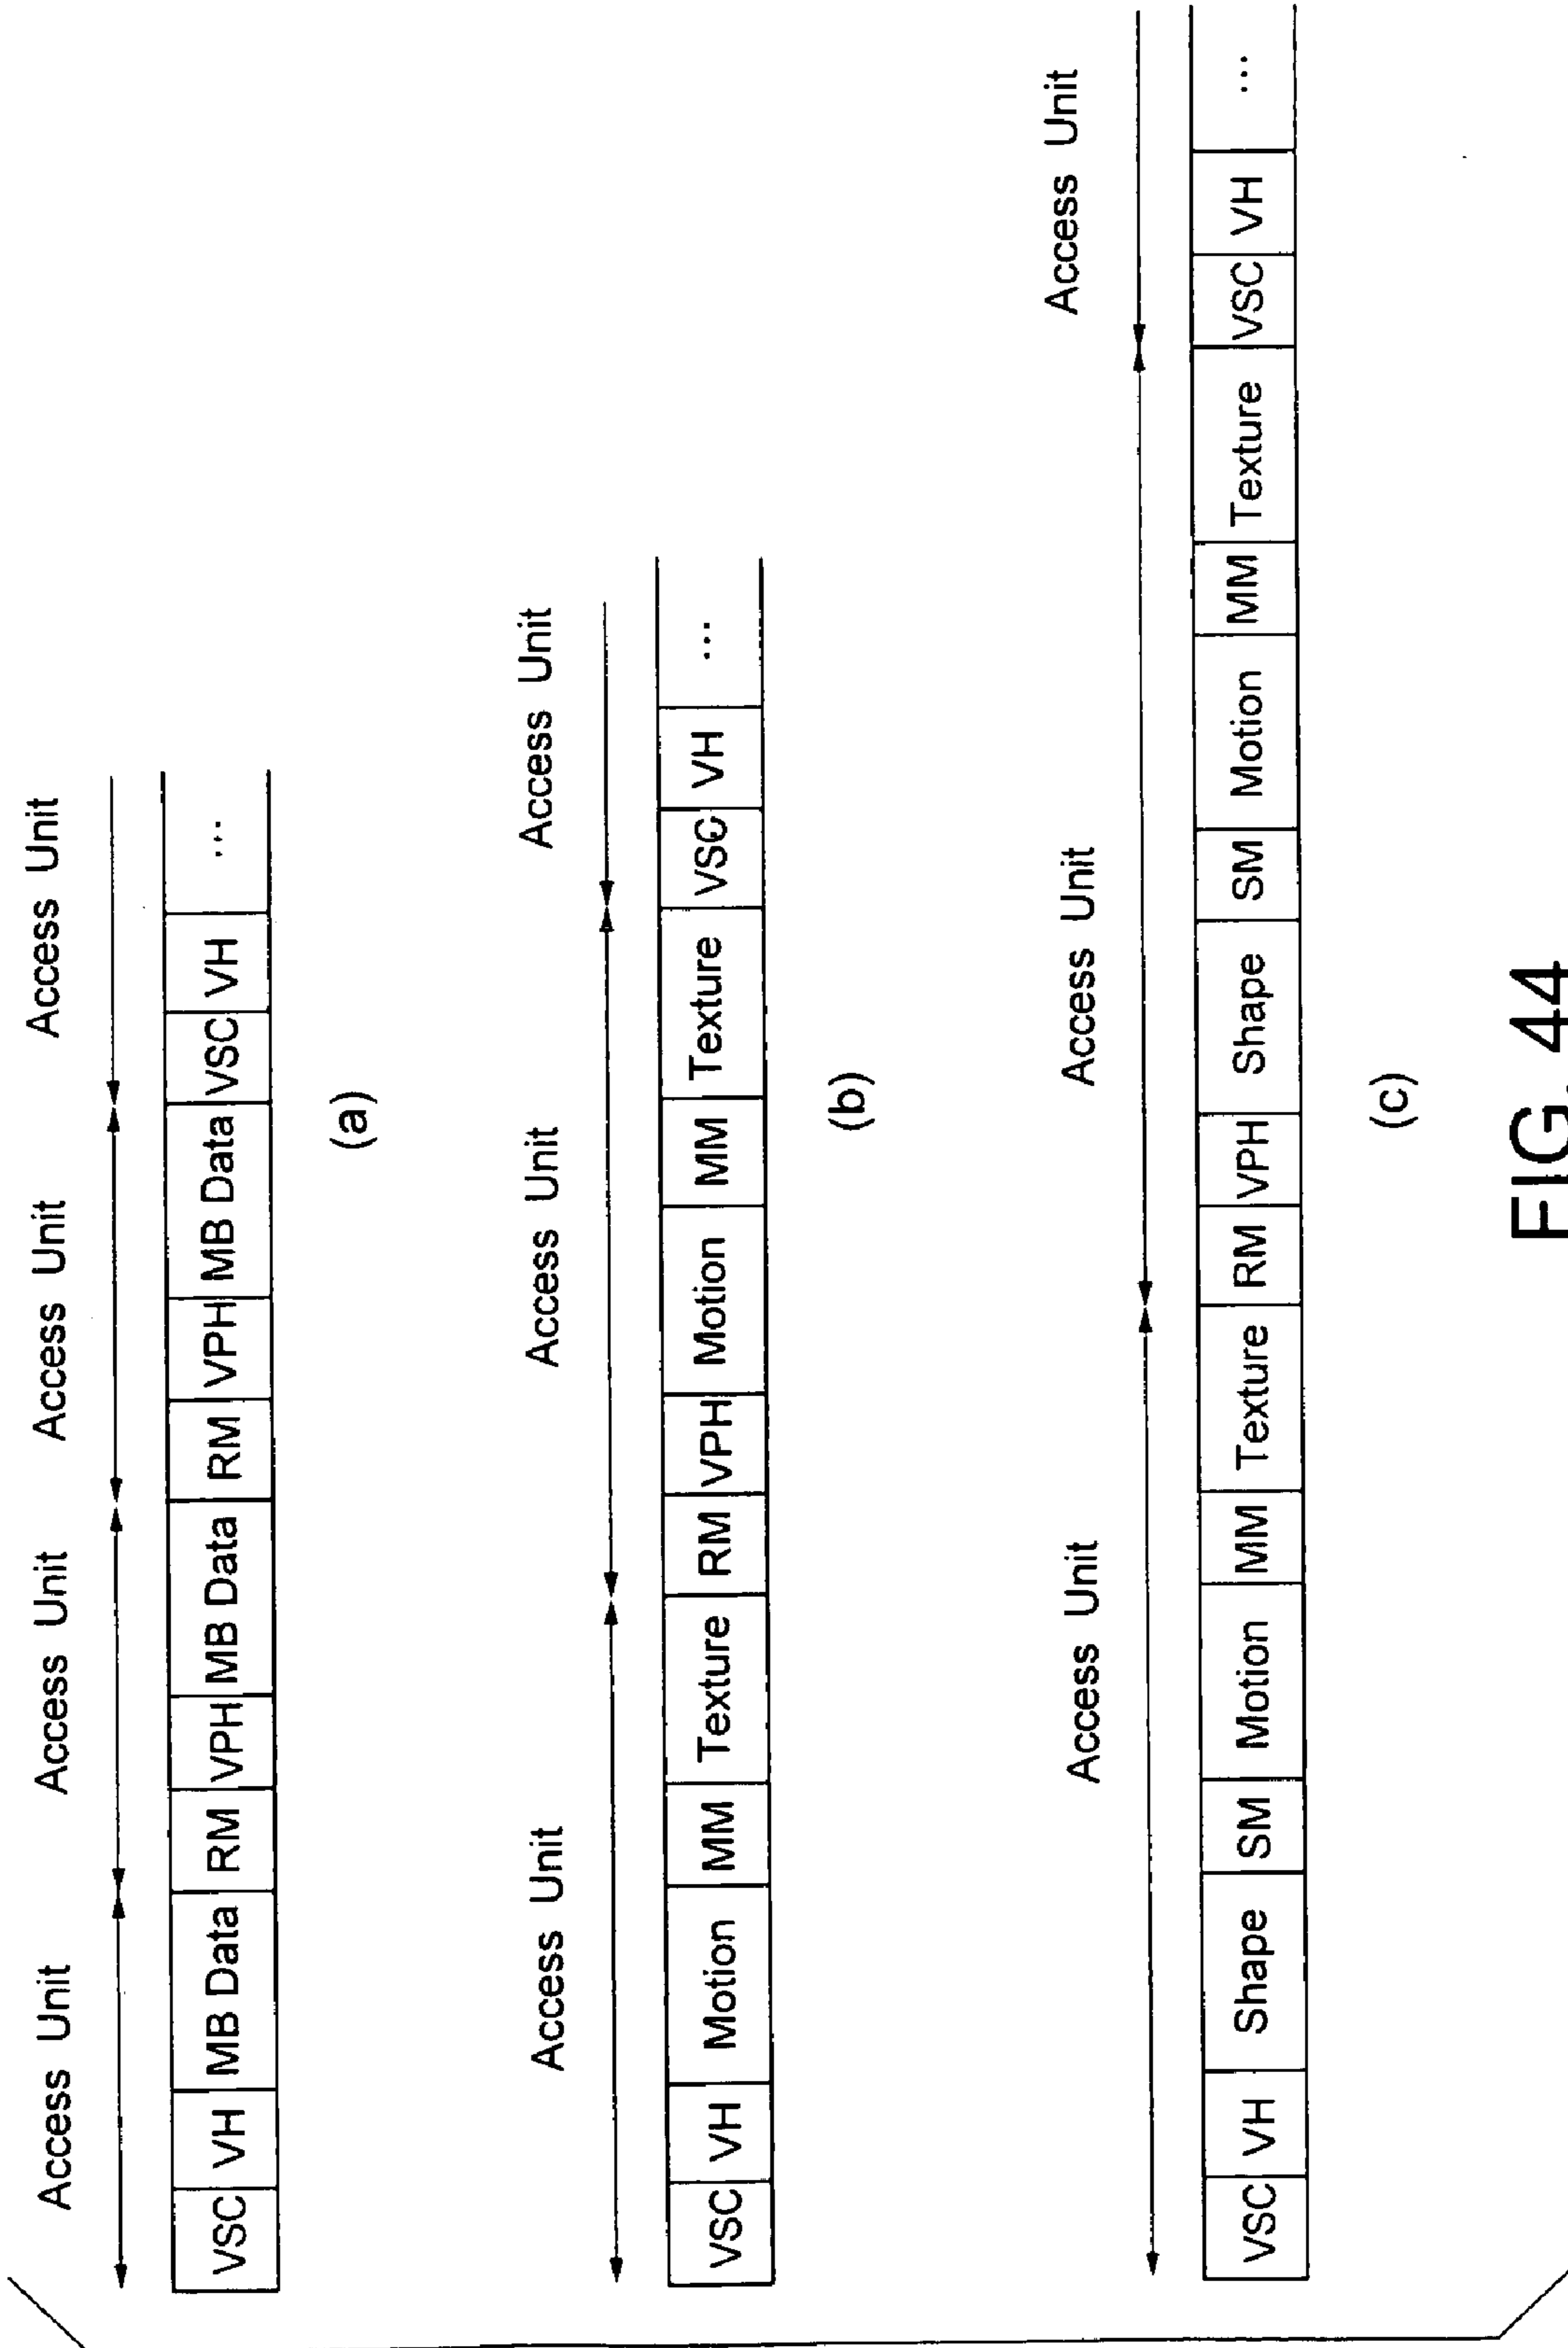 Access Unit Access Unit Access Unit Access Unit
VSC VH MB Data RM VPH MB Data RM VPH MB Data VSC VH ...
(a)
Access Unit Access Unit Access Unit
VSC VH Motion MM Texture RM VPH Motion MM Texture VSC VH ...
(b)
Access Unit Access Unit Access Unit
VSC VH Shape SM Motion MM Texture RM VPH Shape SM Motion MM Texture VSC VH ...
(c)
FIG. 44